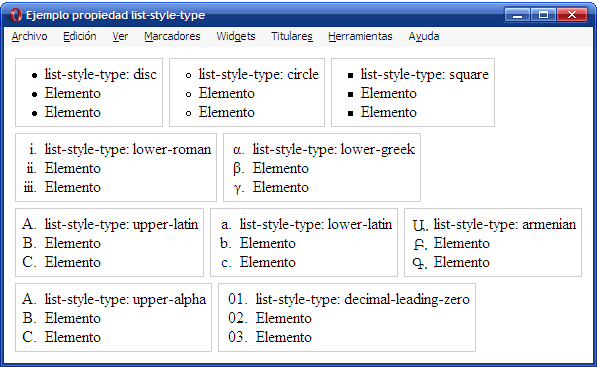 Ejemplo propiedad list-style-type
Archivo Edición Ver Marcadores Widgets Titulares Herramientas Ayuda
• list-style-type: disc
• Elemento
• Elemento
◦ list-style-type: circle
◦ Elemento
◦ Elemento
▪ list-style-type: square
▪ Elemento
▪ Elemento
i. list-style-type: lower-roman
ii. Elemento
iii. Elemento
α. list-style-type: lower-greek
β. Elemento
γ. Elemento
A. list-style-type: upper-latin
B. Elemento
C. Elemento
a. list-style-type: lower-latin
b. Elemento
c. Elemento
Ա. list-style-type: armenian
Բ. Elemento
Գ. Elemento
A. list-style-type: upper-alpha
B. Elemento
C. Elemento
01. list-style-type: decimal-leading-zero
02. Elemento
03. Elemento